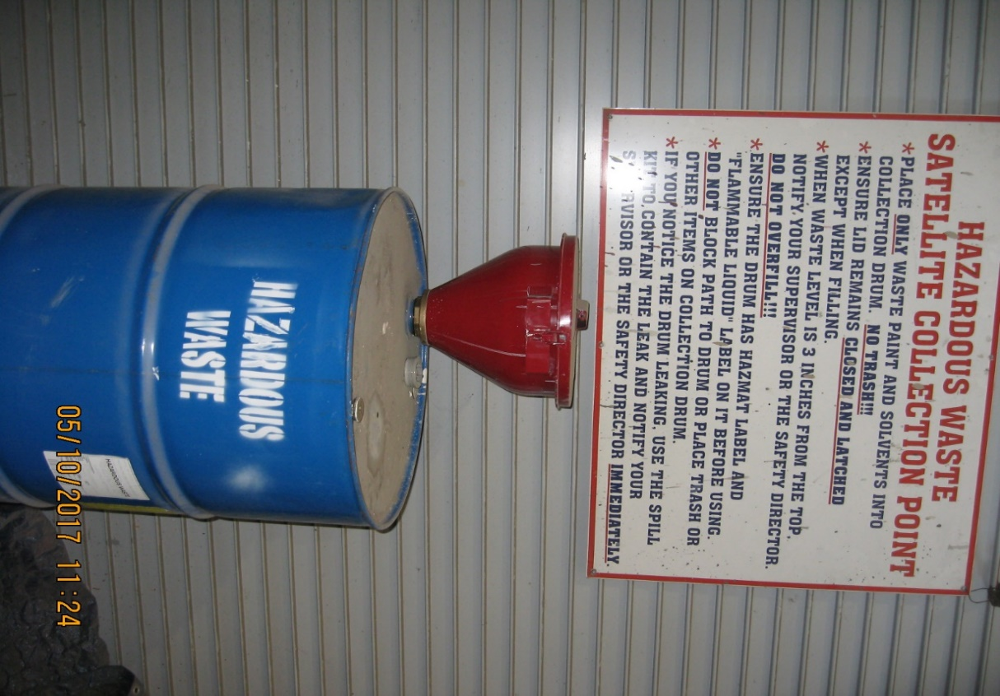 HAZARDOUS WASTE
SATELLITE COLLECTION POINT
*PLACE ONLY WASTE PAINT AND SOLVENTS INTO
COLLECTION DRUM NO TRASH!!!
*ENSURE LID REMAINS CLOSED AND LATCHED
EXCEPT WHEN FILLING.
*WHEN WASTE LEVEL IS 3 INCHES FROM THE TOP,
NOTIFY YOUR SUPERVISOR OR THE SAFETY DIRECTOR.
DO NOT OVERFILL!!!
*ENSURE THE DRUM HAS HAZMAT LABEL AND
"FLAMMABLE LIQUID" LABEL ON IT BEFORE USING.
*DO NOT BLOCK PATH TO DRUM OR PLACE TRASH OR
OTHER ITEMS ON COLLECTION DRUM.
*IF YOU NOTICE THE DRUM LEAKING, USE THE SPILL
KIT TO CONTAIN THE LEAK AND NOTIFY YOUR
SUPERVISOR OR THE SAFETY DIRECTOR IMMEDIATELY
HAZARDOUS
WASTE
HAZARDOUS WASTE
05/10/2017 11:24